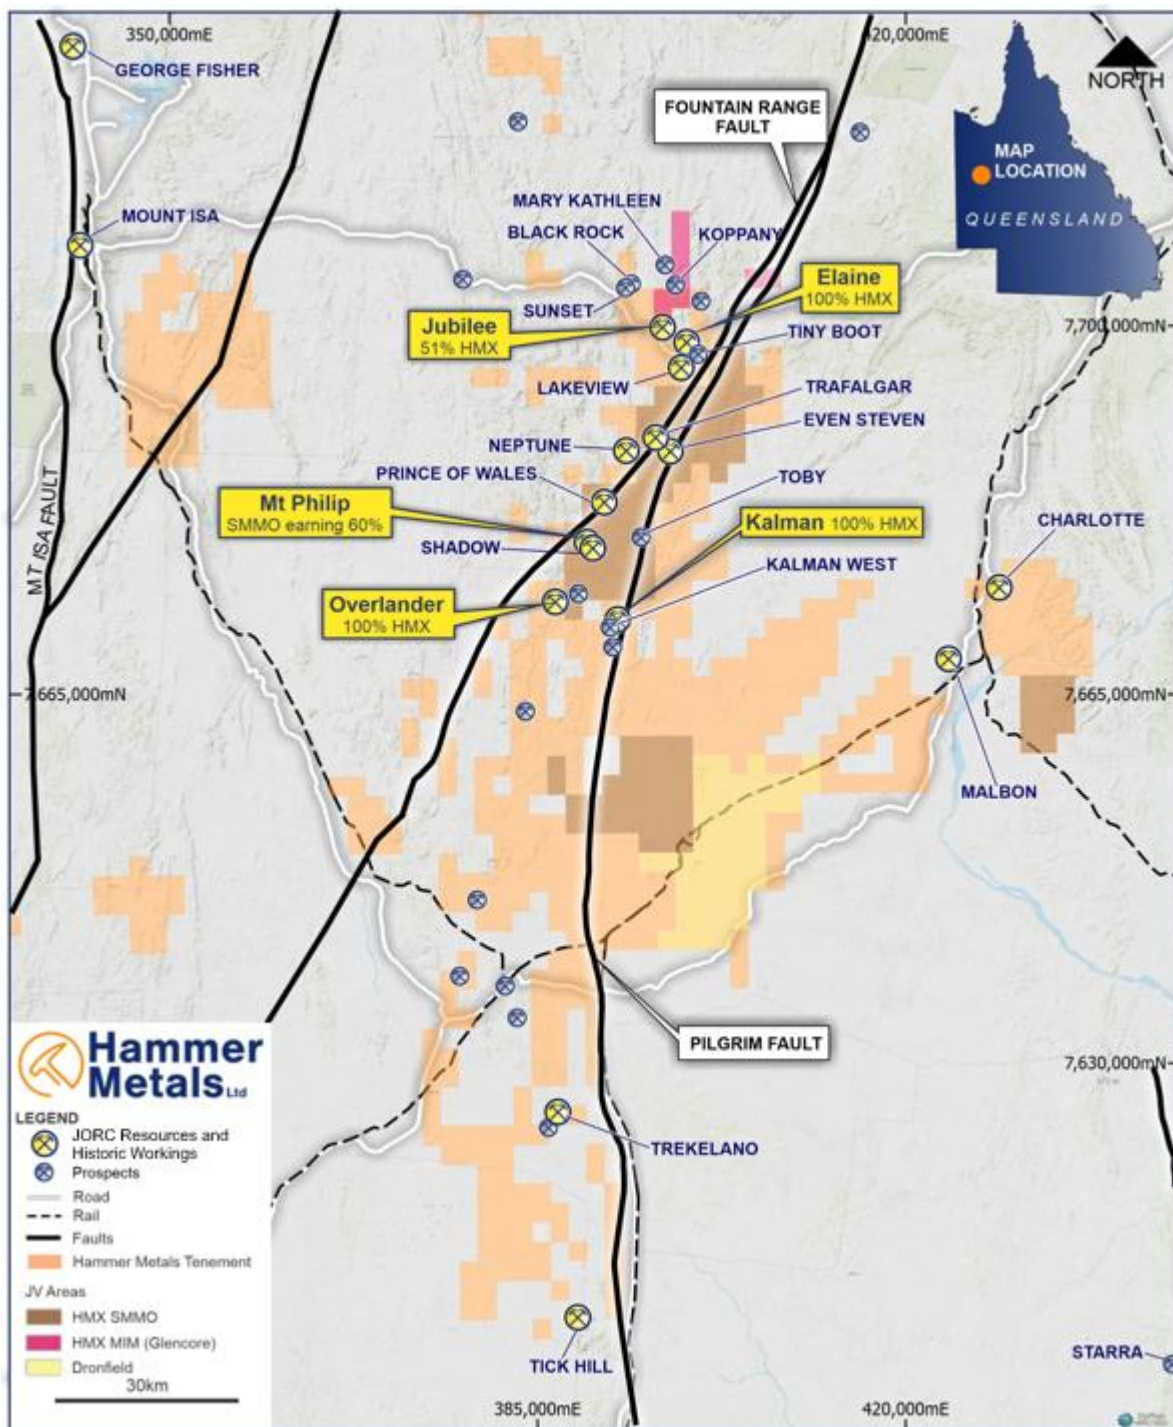 350,000mE
420,000mE
GEORGE FISHER
NORTH
FOUNTAIN RANGE
FAULT
MAP
LOCATION
QUEENSLAND
MOUNT ISA
MARY KATHLEEN
BLACK ROCK
KOPPANY
SUNSET
Elaine
100% HMX
Jubilee
51% HMX
7,700,000mN
TINY BOOT
LAKEVIEW
TRAFALGAR
EVEN STEVEN
NEPTUNE
PRINCE OF WALES
TOBY
Mt Philip
SMMO earning 60%
Kalman 100% HMX
CHARLOTTE
SHADOW
KALMAN WEST
MT ISA FAULT
Overlander
100% HMX
7,665,000mN
7,665,000mN
MALBON
PILGRIM FAULT
7,630,000mN
Hammer
Metals Ltd
LEGEND
JORC Resources and
Historic Workings
Prospects
Road
Rail
Faults
Hammer Metals Tenement
JV Areas
HMX SMMO
HMX MIM (Glencore)
Dronfield
30km
TREKELANO
TICK HILL
STARRA
385,000mE
420,000mE